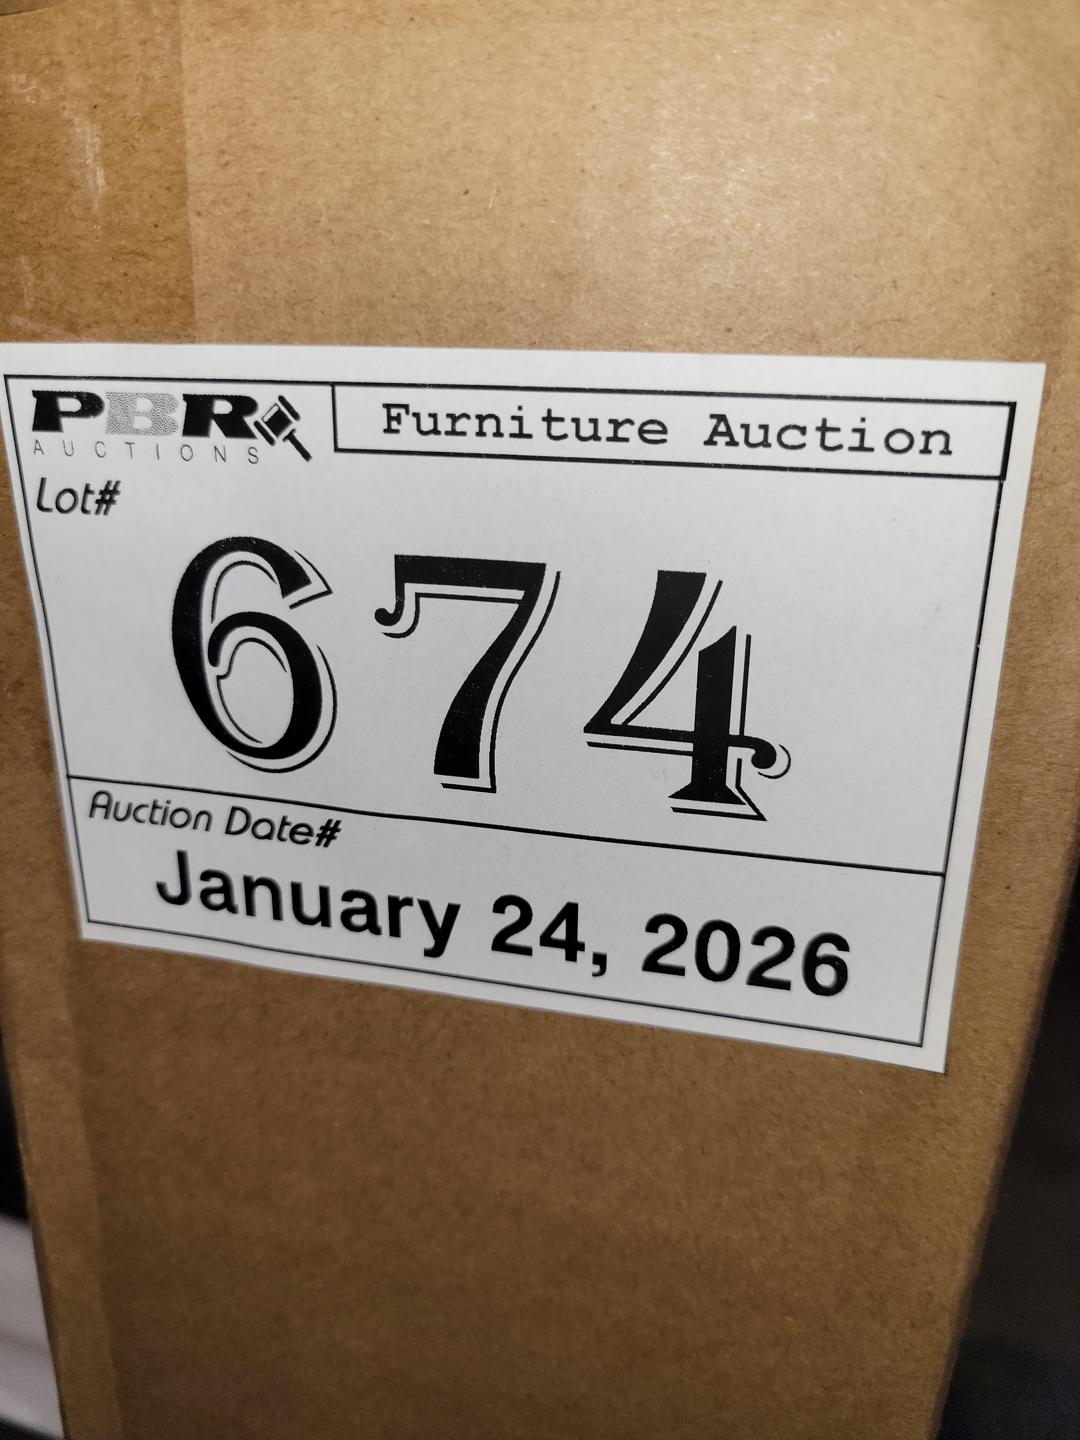 PBR
AUCTIONS
Furniture Auction
Lot#
674
Auction Date#
January 24, 2026